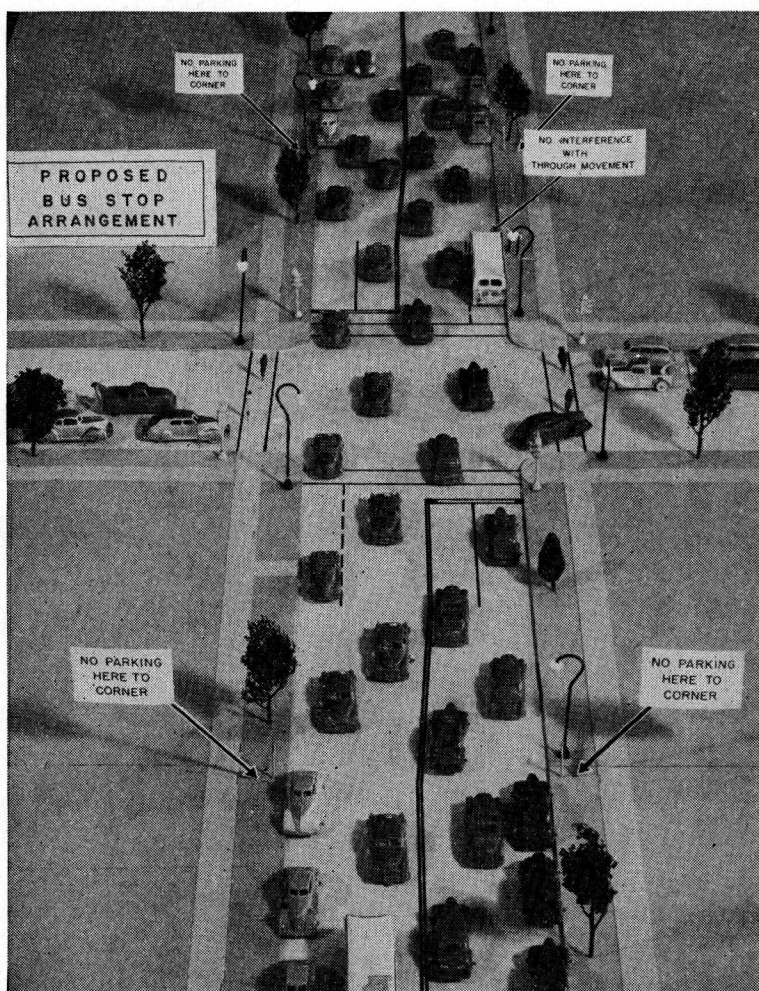 NO PARKING
HERE TO
CORNER
NO PARKING
HERE TO
CORNER
NO INTERFERENCE
WITH
THROUGH MOVEMENT
PROPOSED
BUS STOP
ARRANGEMENT
NO PARKING
HERE TO
CORNER
NO PARKING
HERE TO
CORNER